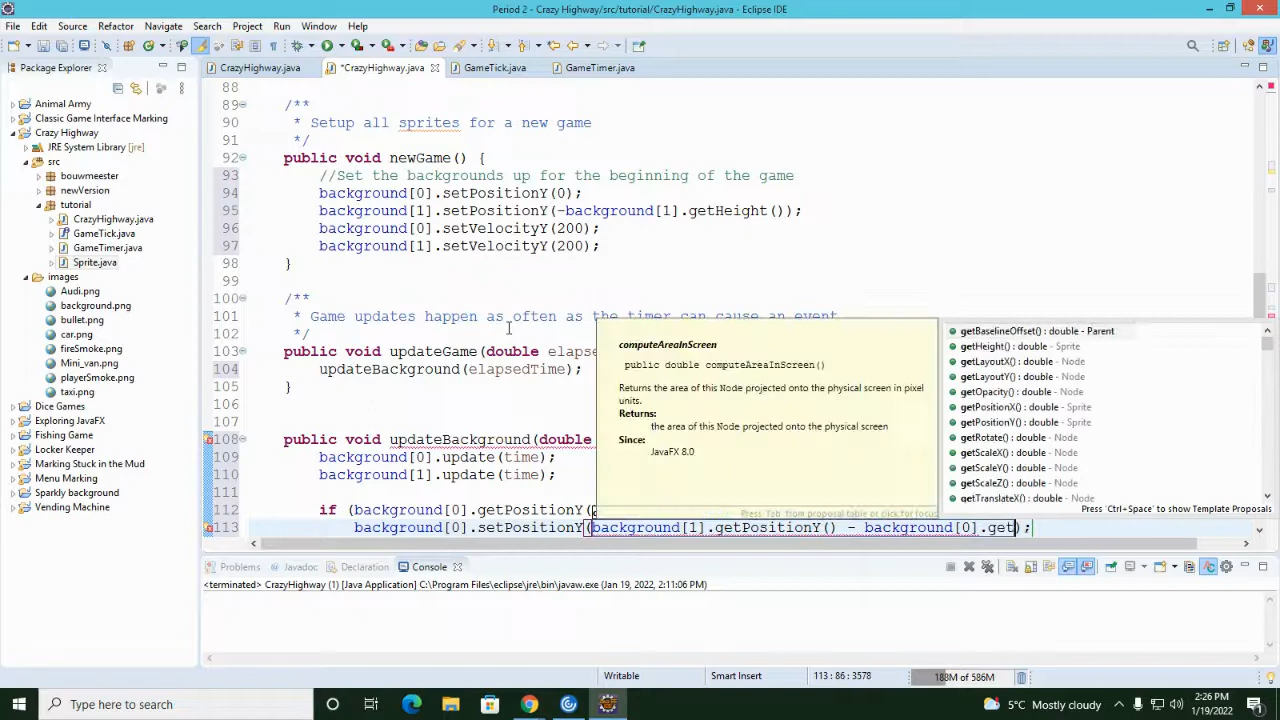 Period 2 - Crazy Highway/src/tutorial/CrazyHighway.java - Eclipse IDE
File Edit Source Refactor Navigate Search Project Run Window Help
Package Explorer
CrazyHighway.java *CrazyHighway.java GameTick.java GameTimer.java
Animal Army
Classic Game Interface Marking
Crazy Highway
JRE System Library [jre]
src
bouwmeester
newVersion
tutorial
CrazyHighway.java
GameTick.java
GameTimer.java
Sprite.java
images
Audi.png
background.png
bullet.png
car.png
fireSmoke.png
Mini_van.png
playeSmoke.png
taxi.png
Dice Games
Exploring JavaFX
Fishing Game
Locker Keeper
Marking Stuck in the Mud
Menu Marking
Sparkly background
Vending Machine
88
89 /**
90 * Setup all sprites for a new game
91 */
92 public void newGame() {
93 //Set the backgrounds up for the beginning of the game
94 background[0].setPositionY(0);
95 background[1].setPositionY(-background[1].getHeight());
96 background[0].setVelocityY(200);
97 background[1].setVelocityY(200);
98 }
99
100 /**
101 * Game updates happen as often as the timer can cause an event
102 */
103 public void updateGame(double elaps
104 updateBackground(elapsedTime);
105 }
106
107
108 public void updateBackground(double
109 background[0].update(time);
110 background[1].update(time);
111
112 if (background[0].getPositionY(
113 background[0].setPositionY(background[1].getPositionY() - background[0].get);
computeAreaInScreen
public double computeAreaInScreen()
Returns the area of this Node projected onto the physical screen in pixel
units.
Returns:
the area of this Node projected onto the physical screen
Since:
JavaFX 8.0
Press 'Tab' from proposal table or click for focus
getBaselineOffset() : double - Parent
getHeight() : double - Sprite
getLayoutX() : double - Node
getLayoutY() : double - Node
getOpacity() : double - Node
getPositionX() : double - Sprite
getPositionY() : double - Sprite
getRotate() : double - Node
getScaleX() : double - Node
getScaleY() : double - Node
getScaleZ() : double - Node
getTranslateX() : double - Node
Press 'Ctrl+Space' to show Template Proposals
Problems Javadoc Declaration Console
<terminated> CrazyHighway (1) [Java Application] C:\Program Files\eclipse\jre\bin\javaw.exe (Jan 19, 2022, 2:11:06 PM)
Writable Smart Insert 113 : 86 : 3578 188M of 586M
Type here to search
5°C Mostly cloudy
2:26 PM
1/19/2022